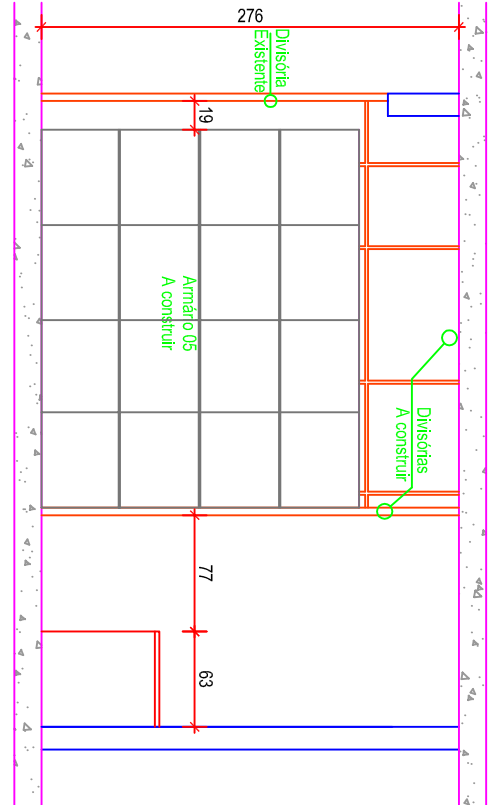 276
Divisória
Existente
19
Armário 05
A construir
Divisórias
A construir
77
63